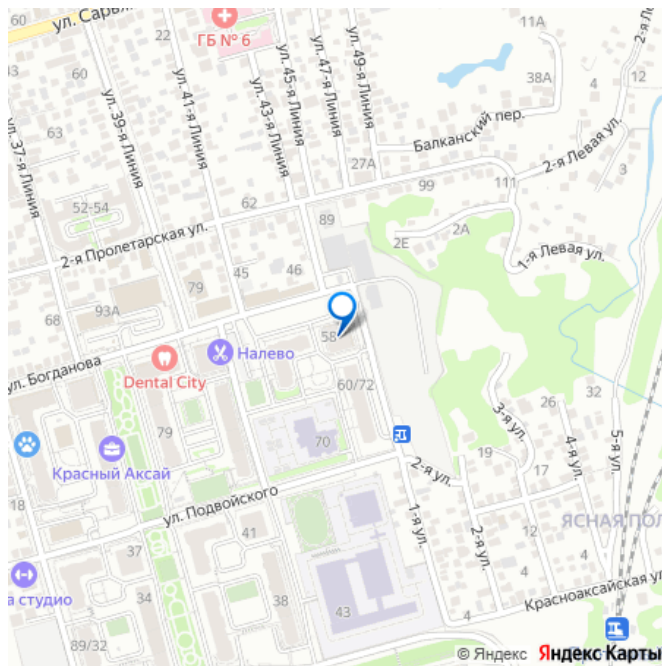 60
ул. Сарь
11А
ГБ № 6
60
63
ул. 37-я Линия
ул. 39-я Линия
ул. 41-я Линия
ул. 43-я Линия
ул. 45-я Линия
ул. 47-я Линия
ул. 49-я Линия
38А
4
12
Балканский пер.
2-я Левая ул.
27А
3
52-54
62
99
111
89
2-я Пролетарская ул.
2Е
2А
1-я Левая ул.
45
46
79
68
93А
ул. Богданова
58
Налево
Dental City
60/72
3-я ул.
26
32
4-я ул.
5-я ул.
79
70
Красный Аксай
19
17
2-я ул.
18
ул. Подвойского
1-я ул.
2-я ул.
ЯСНАЯ ПОЛ
41
12
37
4
а студио
34
38
43
4
Красноаксайская ул.
89/32
© Яндекс Яндекс Карты